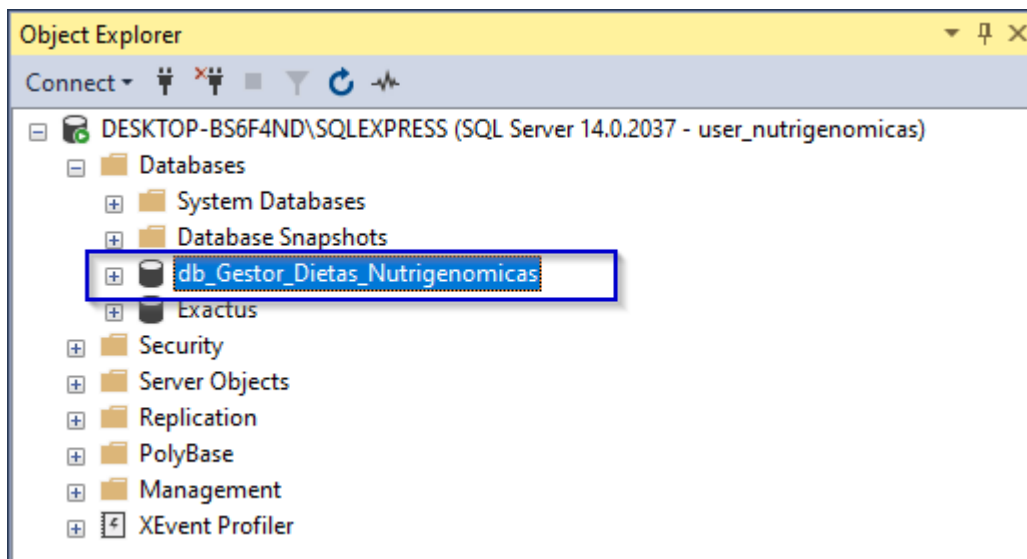 Object Explorer
Connect
DESKTOP-BS6F4ND\SQLEXPRESS (SQL Server 14.0.2037 - user_nutrigenomicas)
Databases
System Databases
Database Snapshots
db_Gestor_Dietas_Nutrigenomicas
Exactus
Security
Server Objects
Replication
PolyBase
Management
XEvent Profiler